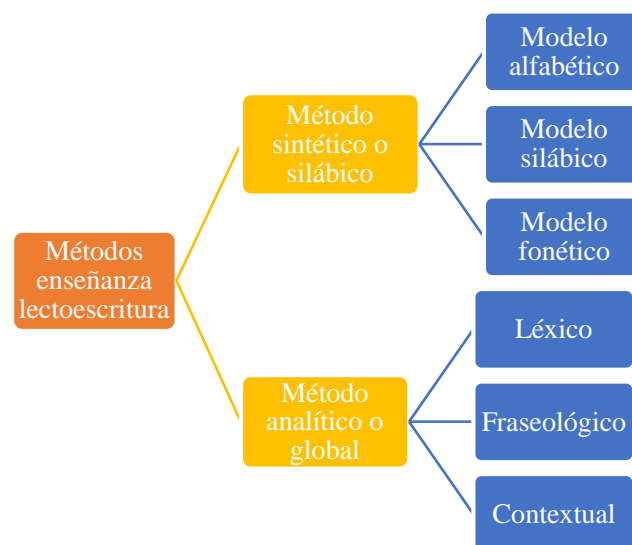 Métodos
enseñanza
lectoescritura
Método
sintético o
silábico
Modelo
alfabético
Modelo
silábico
Modelo
fonético
Método
analítico o
global
Léxico
Fraseológico
Contextual